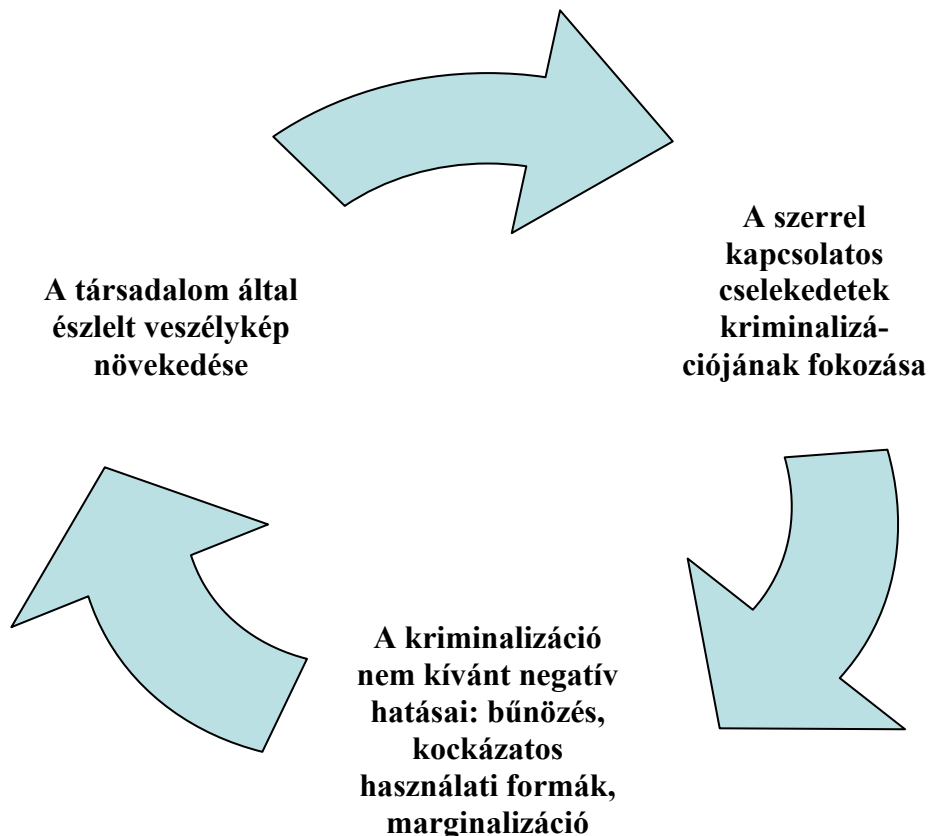 A társadalom által
észlelt veszélykép
növekedése
A szerrel
kapcsolatos
cselekedetek
kriminalizá-
ciójának fokozása
A kriminalizáció
nem kívánt negatív
hatásai: bűnözés,
kockázatos
használati formák,
marginalizáció